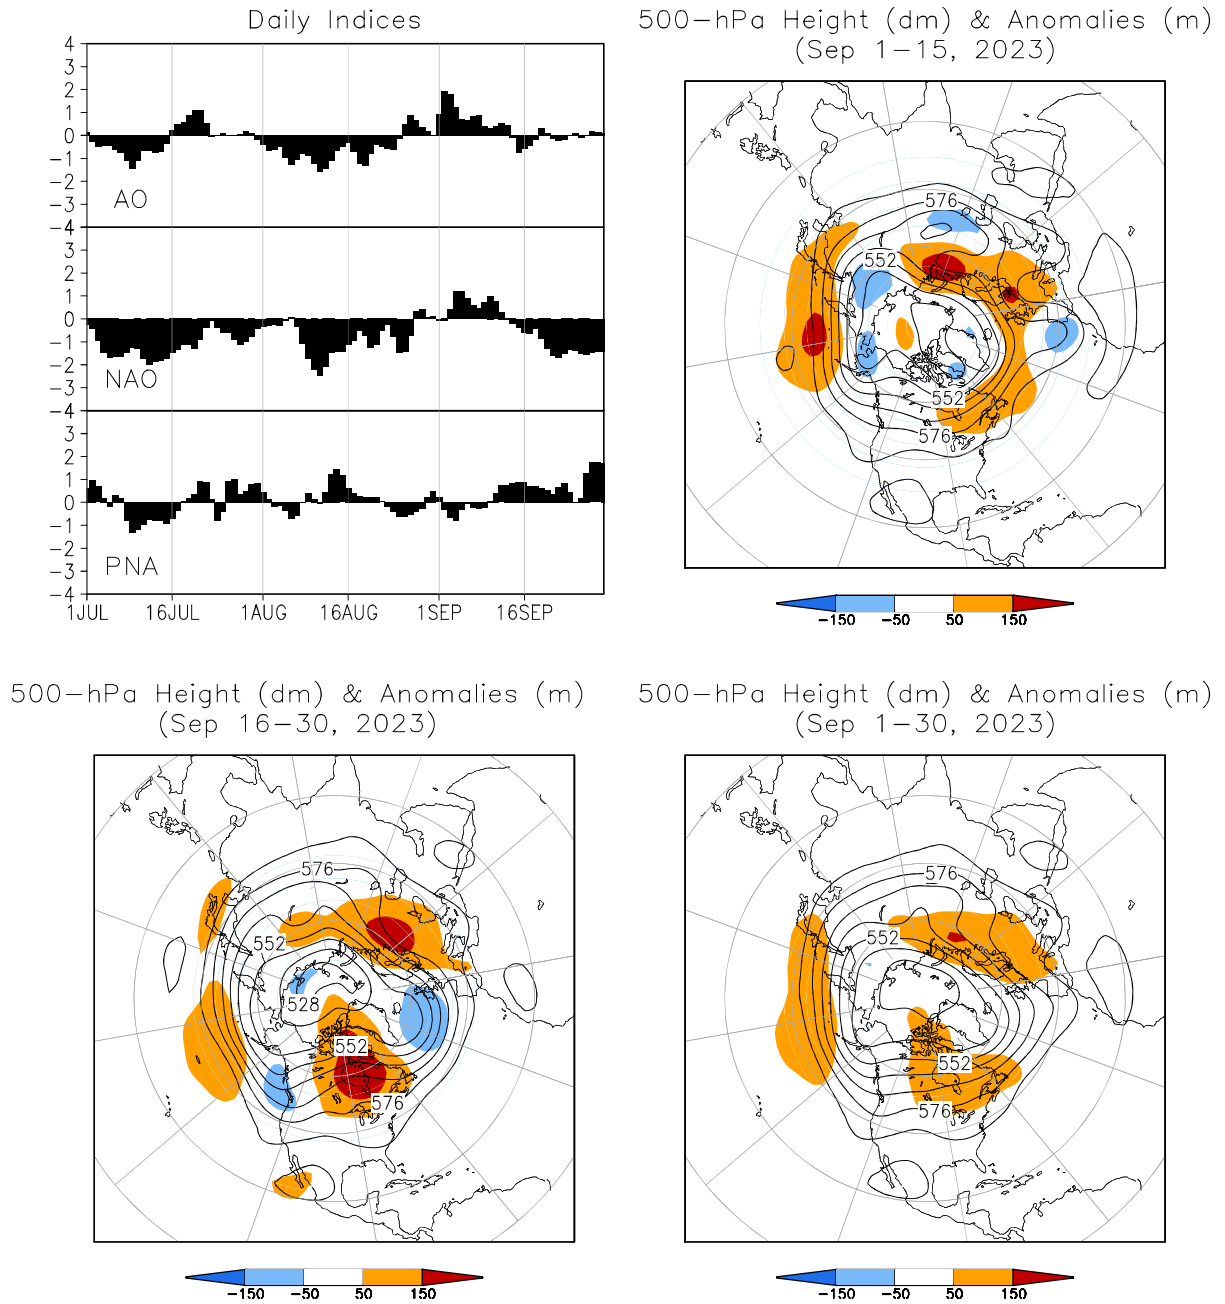 Daily Indices
4
3
2
1
0
−1
−2
−3
−4
AO
3
2
1
0
−1
−2
−3
−4
NAO
3
2
1
0
−1
−2
−3
−4
PNA
1JUL 16JUL 1AUG 16AUG 1SEP 16SEP
500−hPa Height (dm) & Anomalies (m)
(Sep 1−15, 2023)
576
552
552
576
−150 −50 50 150
500−hPa Height (dm) & Anomalies (m)
(Sep 16−30, 2023)
576
552
528
552
576
−150 −50 50 150
500−hPa Height (dm) & Anomalies (m)
(Sep 1−30, 2023)
576
552
552
576
−150 −50 50 150